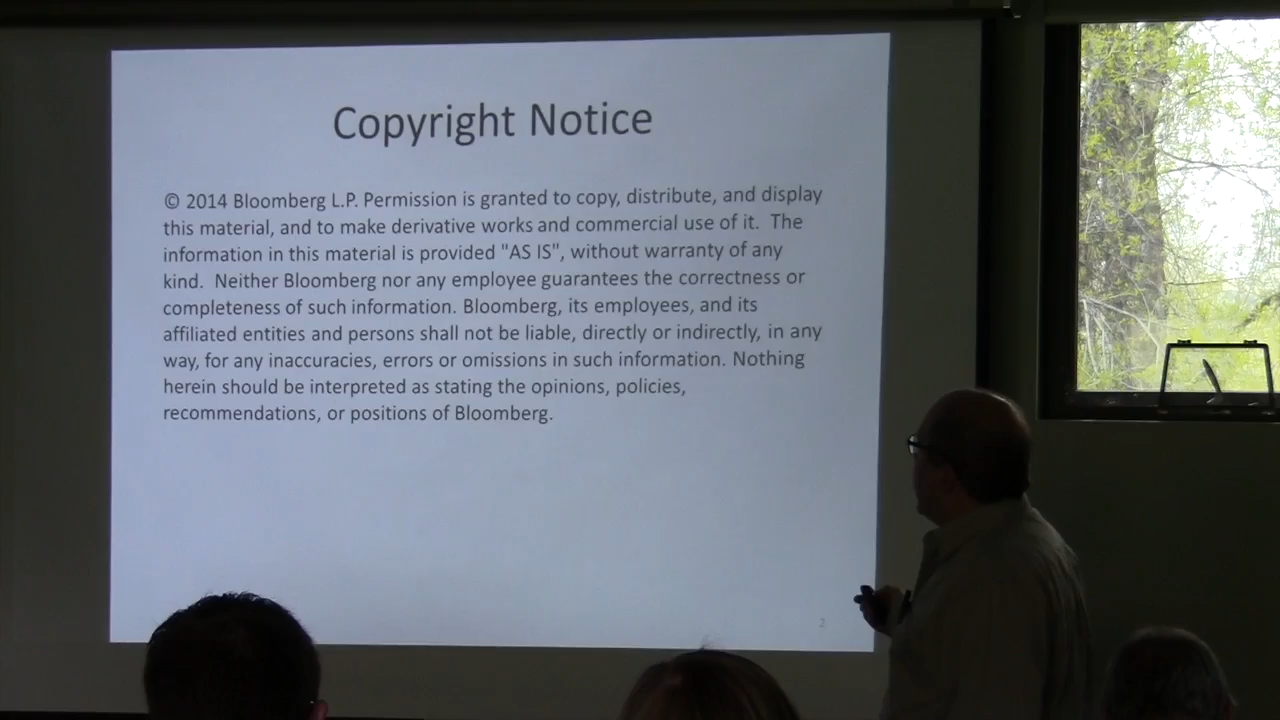 Copyright Notice
© 2014 Bloomberg L.P. Permission is granted to copy, distribute, and display
this material, and to make derivative works and commercial use of it.  The
information in this material is provided "AS IS", without warranty of any
kind.  Neither Bloomberg nor any employee guarantees the correctness or
completeness of such information. Bloomberg, its employees, and its
affiliated entities and persons shall not be liable, directly or indirectly, in any
way, for any inaccuracies, errors or omissions in such information. Nothing
herein should be interpreted as stating the opinions, policies,
recommendations, or positions of Bloomberg.
2